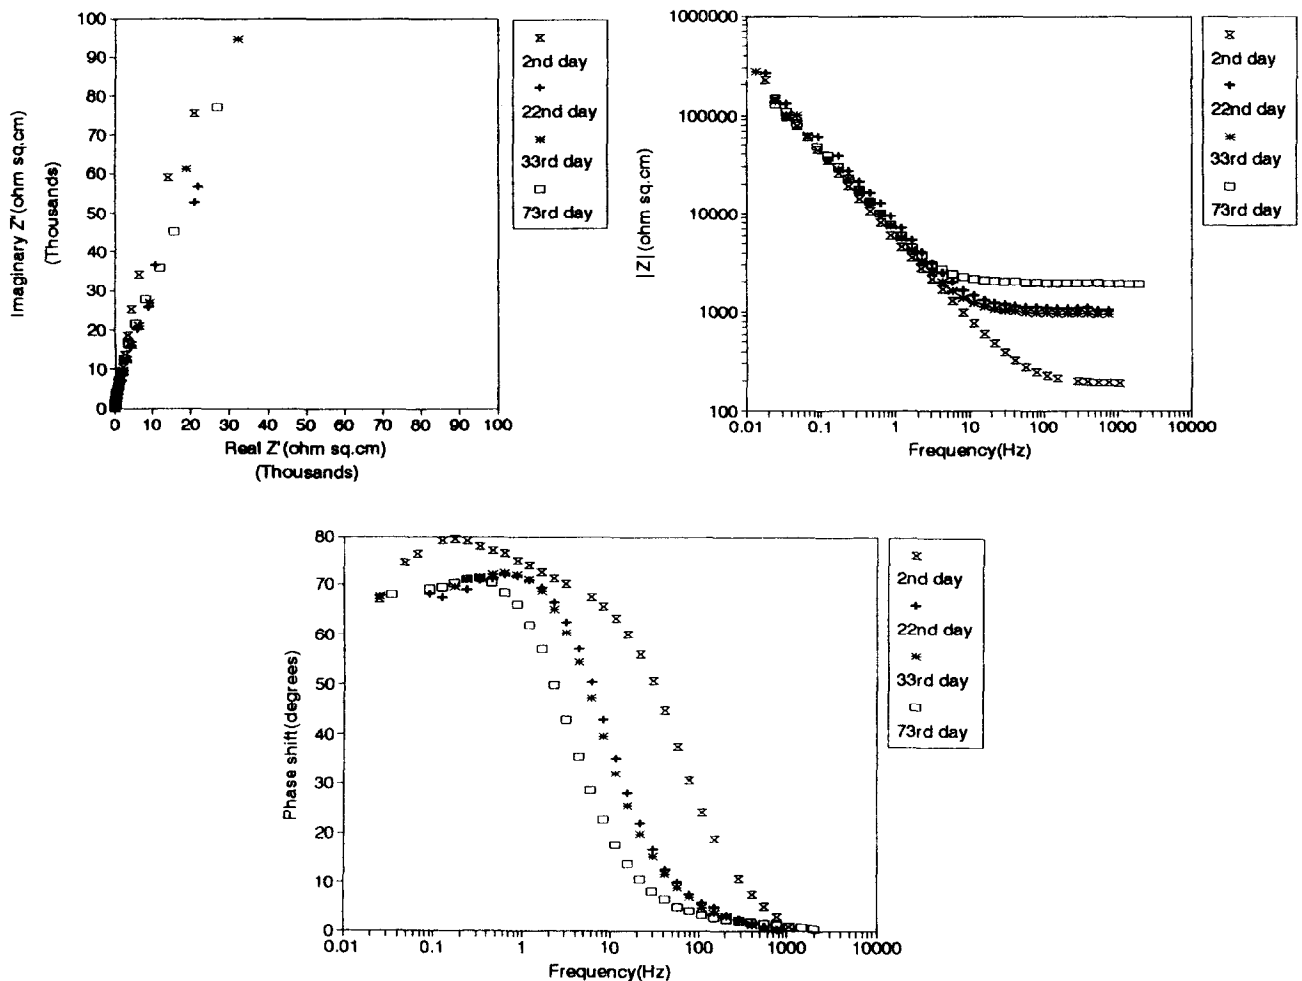 100
90
80
70
60
50
40
30
20
10
0
Imaginary Z"(ohm sq.cm)
(Thousands)
0 10 20 30 40 50 60 70 80 90 100
Real Z'(ohm sq.cm)
(Thousands)
2nd day
22nd day
33rd day
73rd day
1000000
100000
10000
1000
100
|Z|(ohm sq.cm)
0.01 0.1 1 10 100 1000 10000
Frequency(Hz)
2nd day
22nd day
33rd day
73rd day
80
70
60
50
40
30
20
10
0
Phase shift(degrees)
0.01 0.1 1 10 100 1000 10000
Frequency(Hz)
2nd day
22nd day
33rd day
73rd day